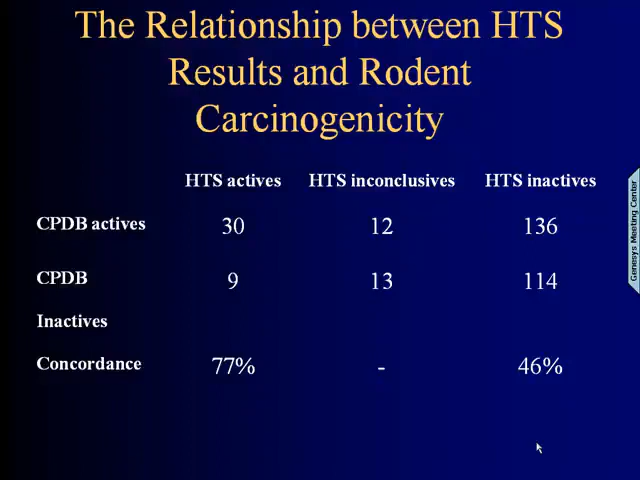 The Relationship between HTS
Results and Rodent
Carcinogenicity
HTS actives HTS inconclusives HTS inactives
CPDB actives 30 12 136
CPDB 9 13 114
Inactives
Concordance 77% - 46%
Genesys Meeting Center